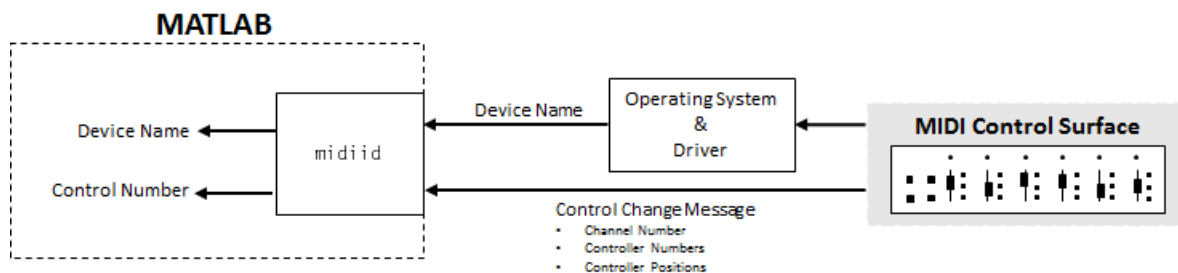 MATLAB
Device Name
Control Number
midiid
Device Name
Operating System
&
Driver
MIDI Control Surface
Control Change Message
• Channel Number
• Controller Numbers
• Controller Positions